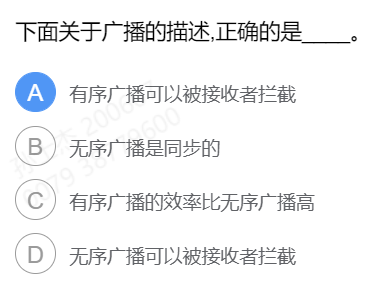 下面关于广播的描述,正确的是____。
A 有序广播可以被接收者拦截
B 无序广播是同步的
C 有序广播的效率比无序广播高
D 无序广播可以被接收者拦截